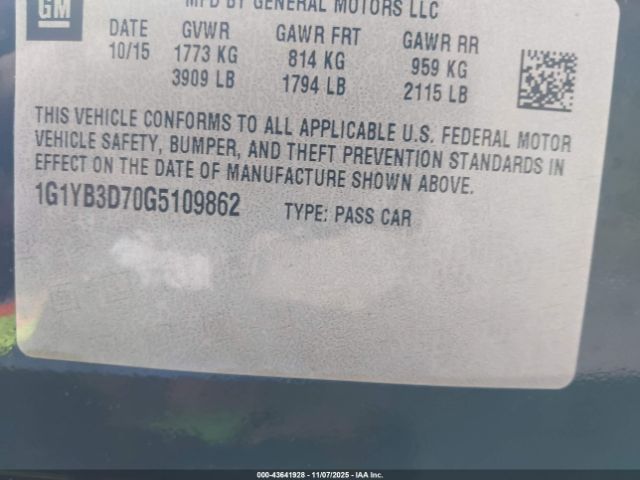 GM
MFD BY GENERAL MOTORS LLC
DATE GVWR GAWR FRT GAWR RR
10/15 1773 KG 814 KG 959 KG
3909 LB 1794 LB 2115 LB
THIS VEHICLE CONFORMS TO ALL APPLICABLE U.S. FEDERAL MOTOR
VEHICLE SAFETY, BUMPER, AND THEFT PREVENTION STANDARDS IN
EFFECT ON THE DATE OF MANUFACTURE SHOWN ABOVE.
1G1YB3D70G5109862 TYPE: PASS CAR
000-43641928 - 11/07/2025 - IAA Inc.